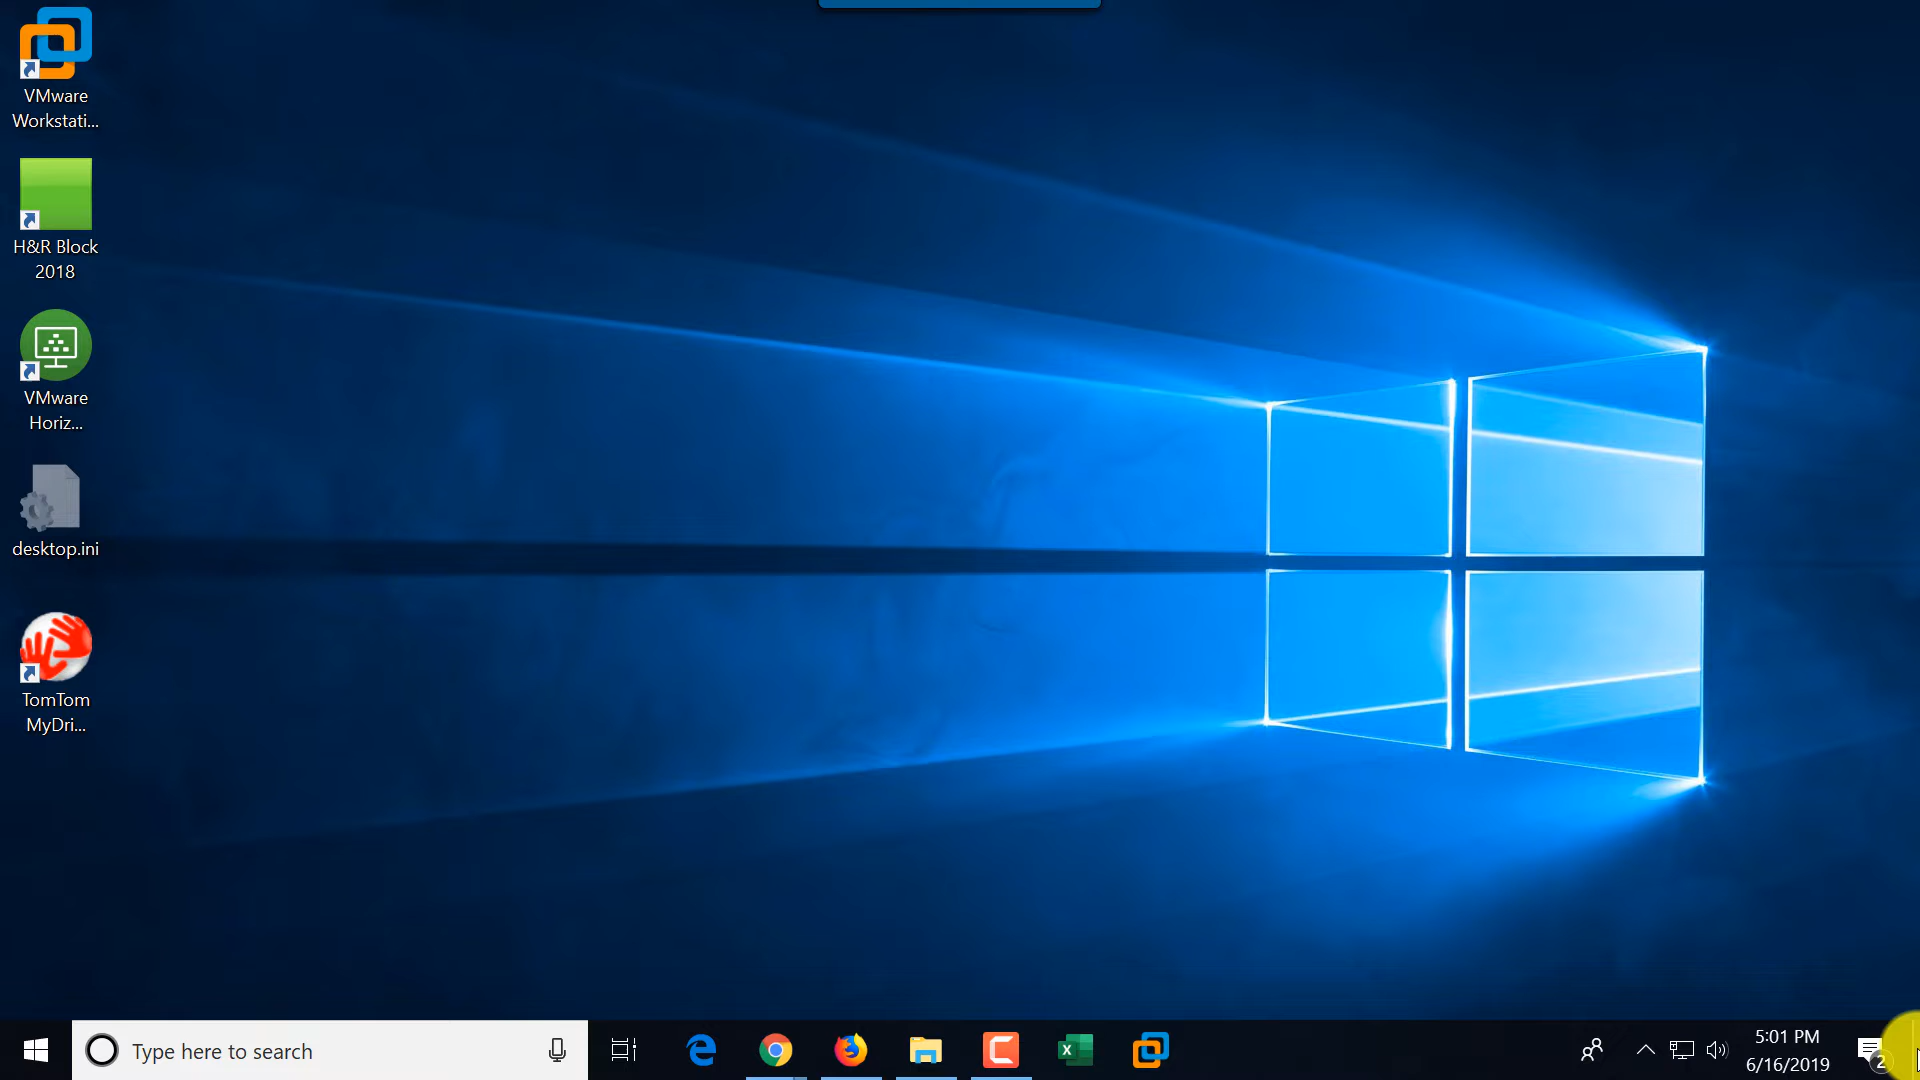 VMware
Workstati...
H&R Block
2018
VMware
Horiz...
desktop.ini
TomTom
MyDri...
Type here to search
5:01 PM
6/16/2019
2